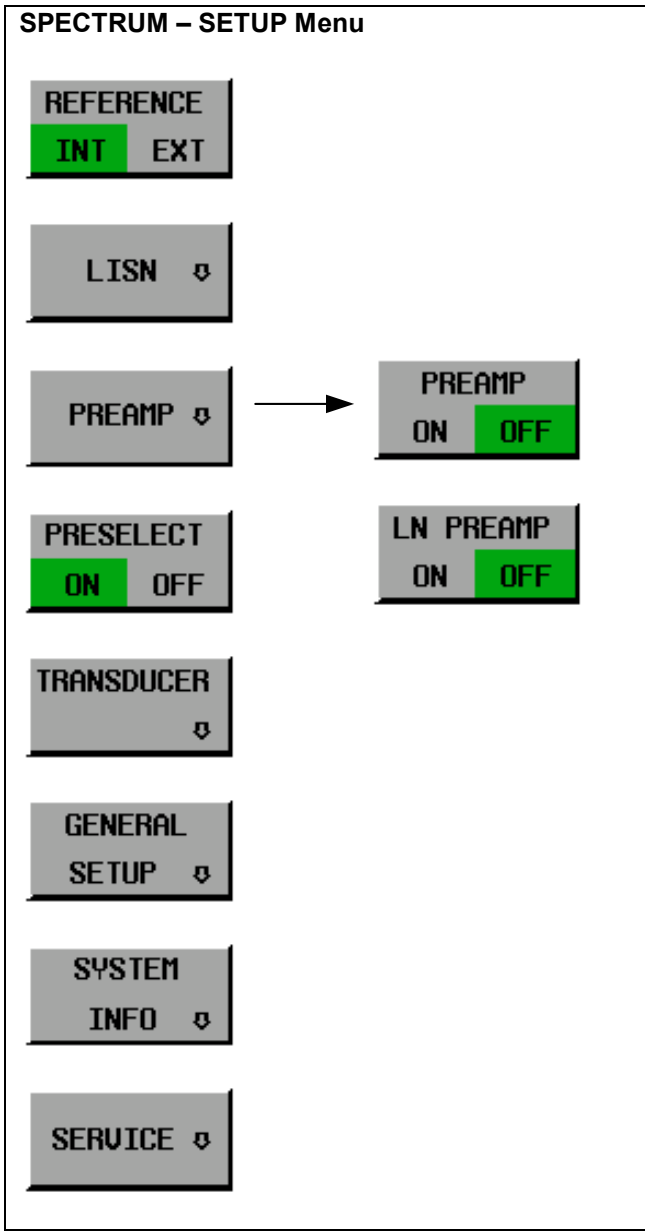 SPECTRUM – SETUP Menu
REFERENCE
INT EXT
LISN ⇩
PREAMP ⇩
PREAMP
ON OFF
PRESELECT
ON OFF
LN PREAMP
ON OFF
TRANSDUCER
⇩
GENERAL
SETUP ⇩
SYSTEM
INFO ⇩
SERVICE ⇩